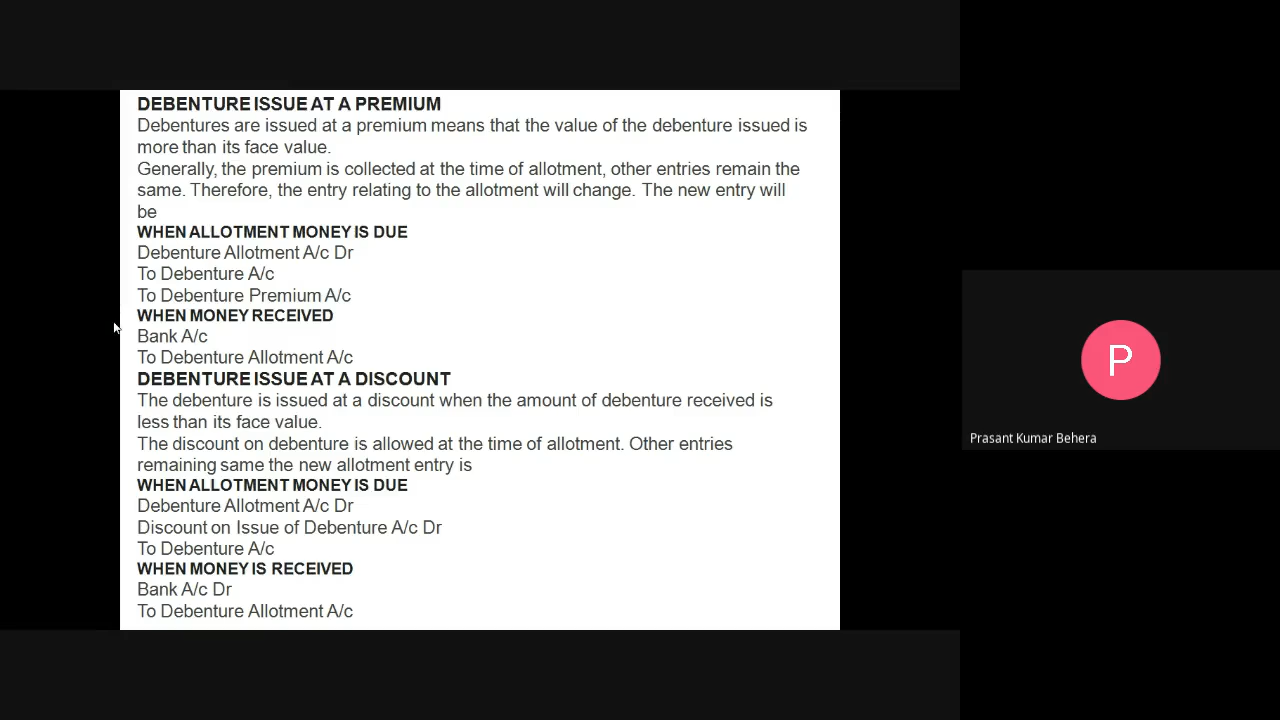 DEBENTURE ISSUE AT A PREMIUM
Debentures are issued at a premium means that the value of the debenture issued is
more than its face value.
Generally, the premium is collected at the time of allotment, other entries remain the
same. Therefore, the entry relating to the allotment will change. The new entry will
be
WHEN ALLOTMENT MONEY IS DUE
Debenture Allotment A/c Dr
To Debenture A/c
To Debenture Premium A/c
WHEN MONEY RECEIVED
Bank A/c
To Debenture Allotment A/c
DEBENTURE ISSUE AT A DISCOUNT
The debenture is issued at a discount when the amount of debenture received is
less than its face value.
The discount on debenture is allowed at the time of allotment. Other entries
remaining same the new allotment entry is
WHEN ALLOTMENT MONEY IS DUE
Debenture Allotment A/c Dr
Discount on Issue of Debenture A/c Dr
To Debenture A/c
WHEN MONEY IS RECEIVED
Bank A/c Dr
To Debenture Allotment A/c
P
Prasant Kumar Behera